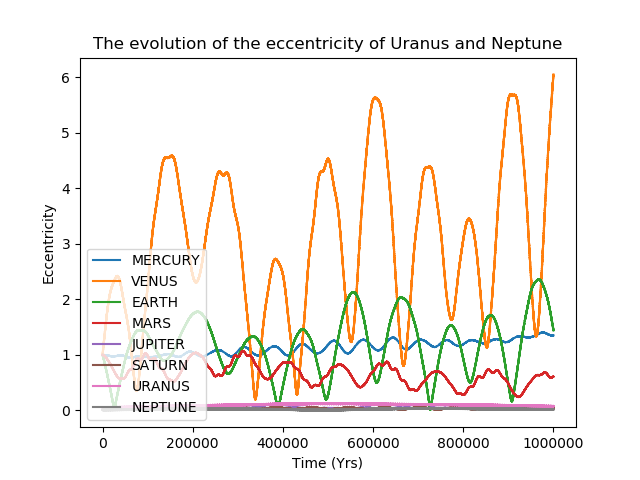 The evolution of the eccentricity of Uranus and Neptune
6
5
4
3
2
1
0
Eccentricity
MERCURY
VENUS
EARTH
MARS
JUPITER
SATURN
URANUS
NEPTUNE
0 200000 400000 600000 800000 1000000
Time (Yrs)